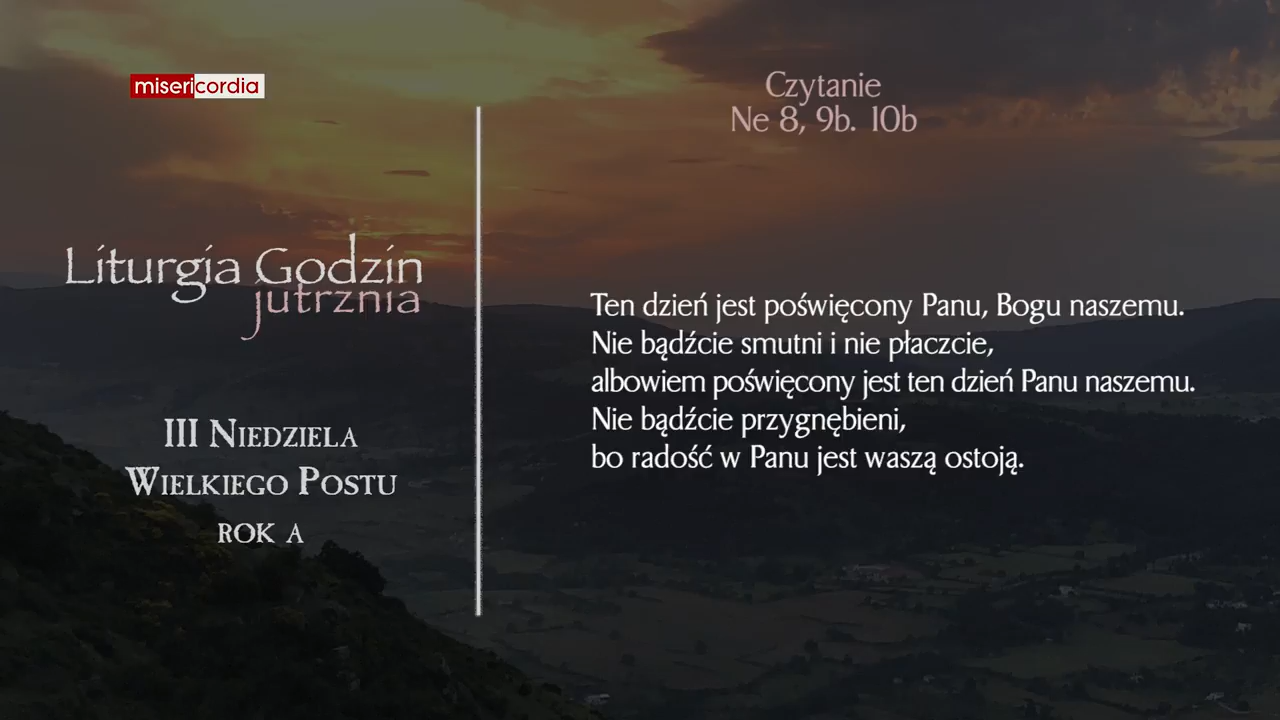 misericordia
Liturgia Godzin
jutrznia
III Niedziela
Wielkiego Postu
rok a
Czytanie
Ne 8, 9b. 10b
Ten dzień jest poświęcony Panu, Bogu naszemu.
Nie bądźcie smutni i nie płaczcie,
albowiem poświęcony jest ten dzień Panu naszemu.
Nie bądźcie przygnębieni,
bo radość w Panu jest waszą ostoją.